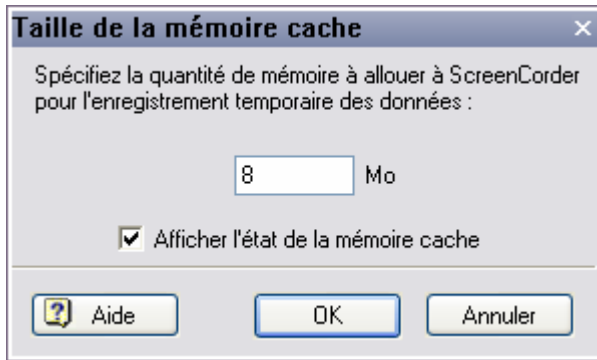 Taille de la mémoire cache
Spécifiez la quantité de mémoire à allouer à ScreenCorder
pour l'enregistrement temporaire des données :
8 Mo
Afficher l'état de la mémoire cache
Aide OK Annuler